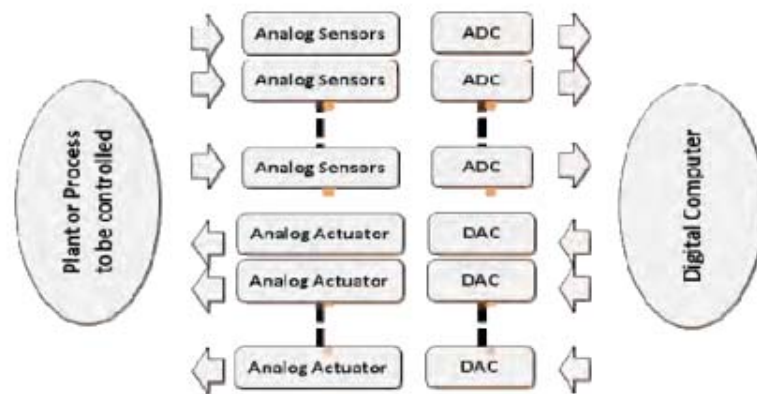 Plant or Process
to be controlled
Analog Sensors
ADC
Analog Sensors
ADC
Analog Sensors
ADC
Analog Actuator
DAC
Analog Actuator
DAC
Analog Actuator
DAC
Digital Computer